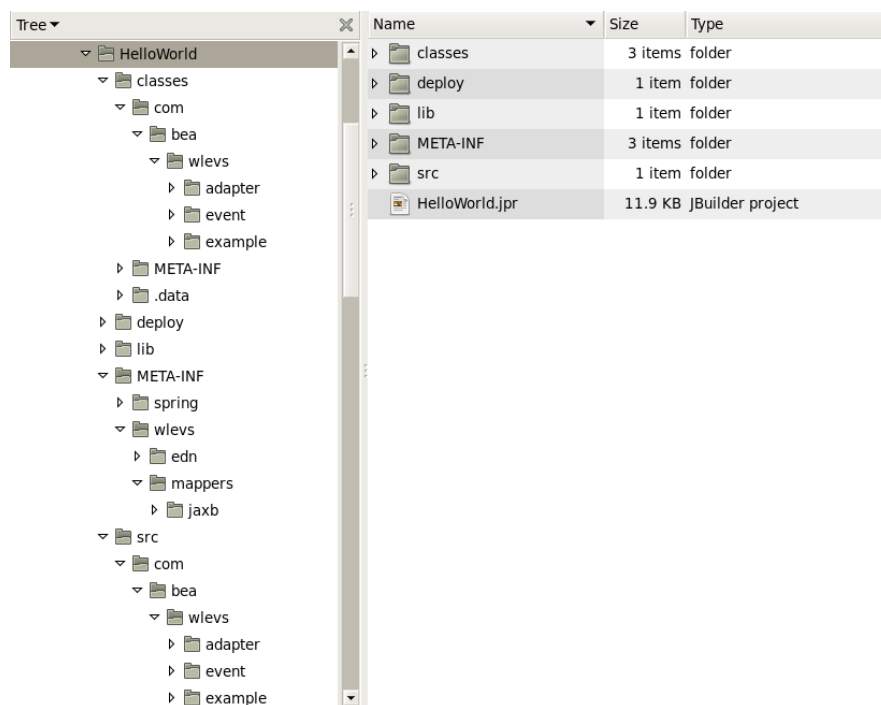 Tree
HelloWorld
classes
com
bea
wlevs
adapter
event
example
META-INF
.data
deploy
lib
META-INF
spring
wlevs
edn
mappers
jaxb
src
com
bea
wlevs
adapter
event
example
Name Size Type
classes 3 items folder
deploy 1 item folder
lib 1 item folder
META-INF 3 items folder
src 1 item folder
HelloWorld.jpr 11.9 KB JBuilder project